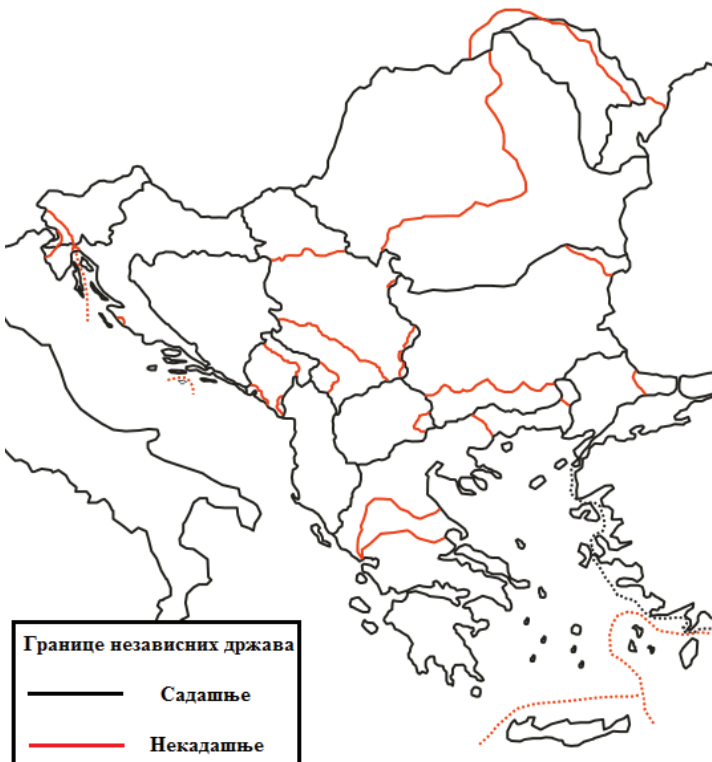 Границе независних држава
Садашње
Некадашње